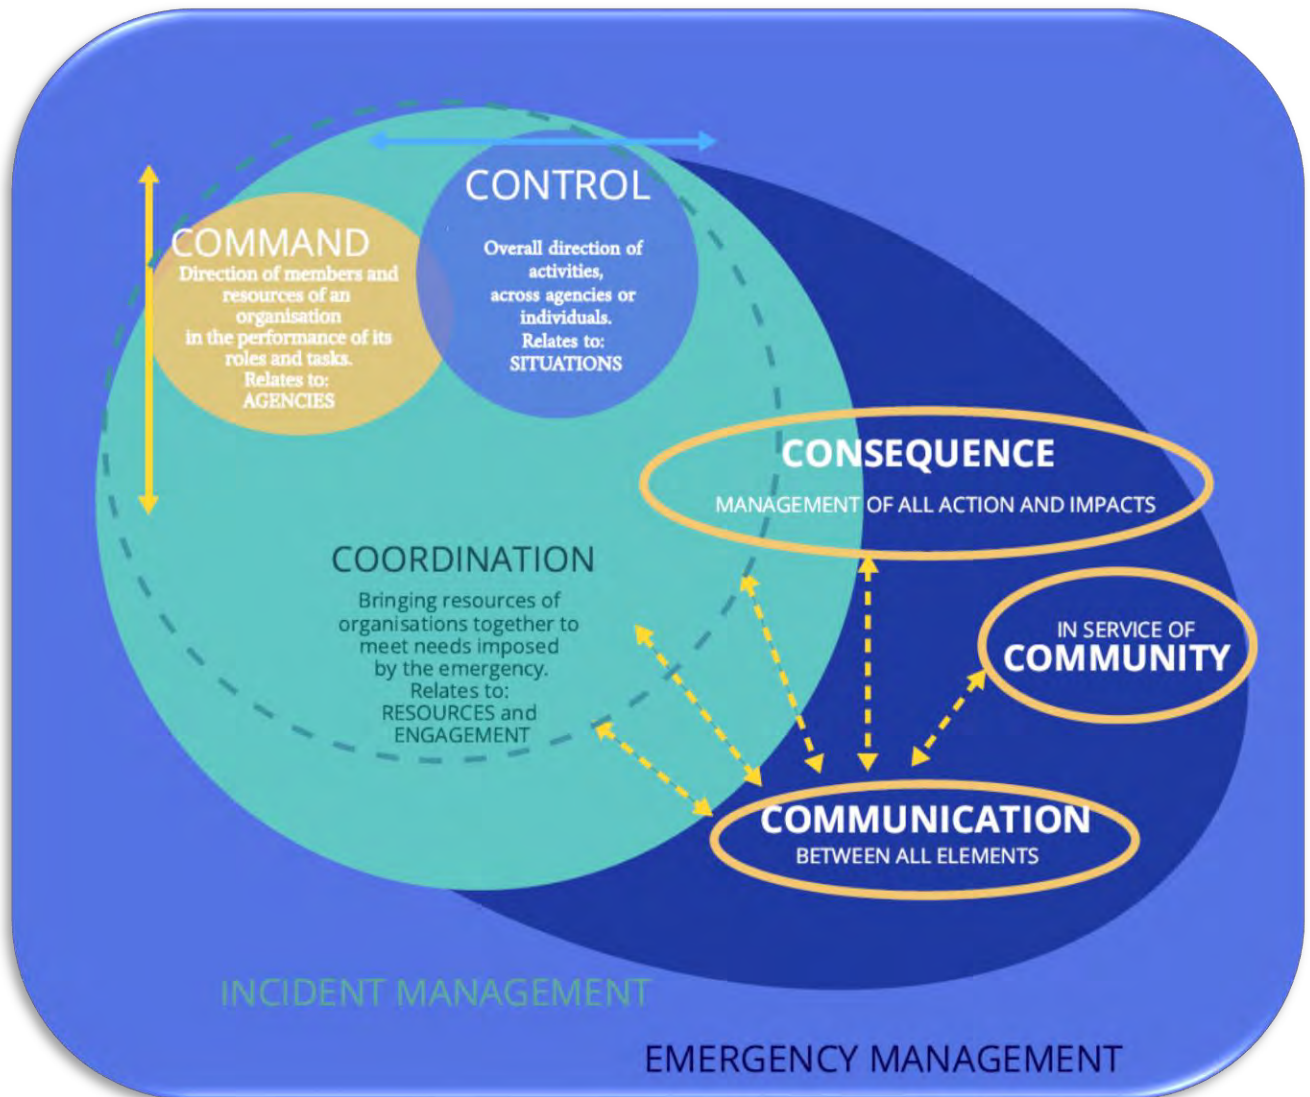 CONTROL
Overall direction of
activities,
across agencies or
individuals.
Relates to:
SITUATIONS
COMMAND
Direction of members and
resources of an
organisation
in the performance of its
roles and tasks.
Relates to:
AGENCIES
CONSEQUENCE
MANAGEMENT OF ALL ACTION AND IMPACTS
COORDINATION
Bringing resources of
organisations together to
meet needs imposed
by the emergency.
Relates to:
RESOURCES and
ENGAGEMENT
IN SERVICE OF
COMMUNITY
COMMUNICATION
BETWEEN ALL ELEMENTS
INCIDENT MANAGEMENT
EMERGENCY MANAGEMENT